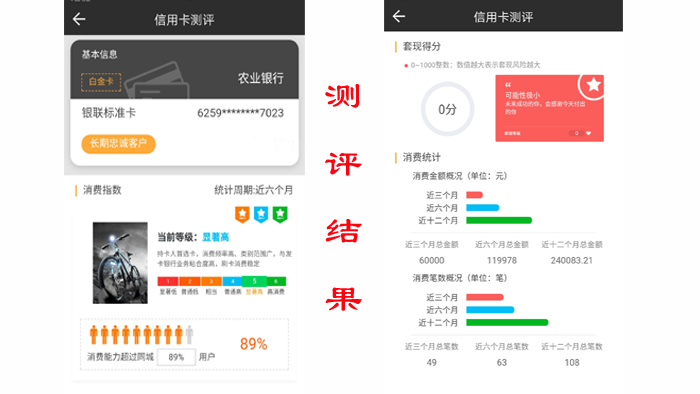 信用卡测评
基本信息
白金卡
农业银行
银联标准卡
6259********7023
长期忠诚客户
消费指数
统计周期:近六个月
当前等级：显著高
持卡人首选卡，消费频率高、类别范围广，与发
卡银行业务粘合度高，刷卡消费稳定
1 2 3 4 5 6
显著低 普通低 相当 普通高 显著高 高消费
消费能力超过同城 89% 用户
89%
测
评
结
果
信用卡测评
套现得分
0~1000整数；数值越大表示套现风险越大
0分
可能性极小
未来成功的你，会感谢今天付出
的你
消费统计
消费金额概况（单位：元）
近三个月
近六个月
近十二个月
近三个月总金额 近六个月总金额 近十二个月总金额
60000 119978 240083.21
消费笔数概况（单位：笔）
近三个月
近六个月
近十二个月
近三个月总笔数 近六个月总笔数 近十二个月总笔数
49 63 108